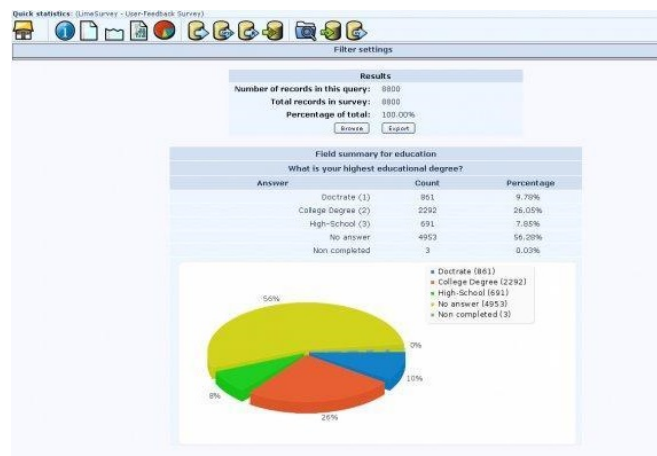 Quick statistics: (LimeSurvey - User-Feedback Survey)
Filter settings
Results
Number of records in this query: 8800
Total records in survey: 8800
Percentage of total: 100.00%
Browse Export
Field summary for education
What is your highest educational degree?
Answer Count Percentage
Doctrate (1) 861 9.78%
College Degree (2) 2292 26.05%
High-School (3) 691 7.85%
No answer 4953 56.28%
Non completed 3 0.03%
Doctrate (861)
College Degree (2292)
High-School (691)
No answer (4953)
Non completed (3)
56%
0%
10%
8%
26%